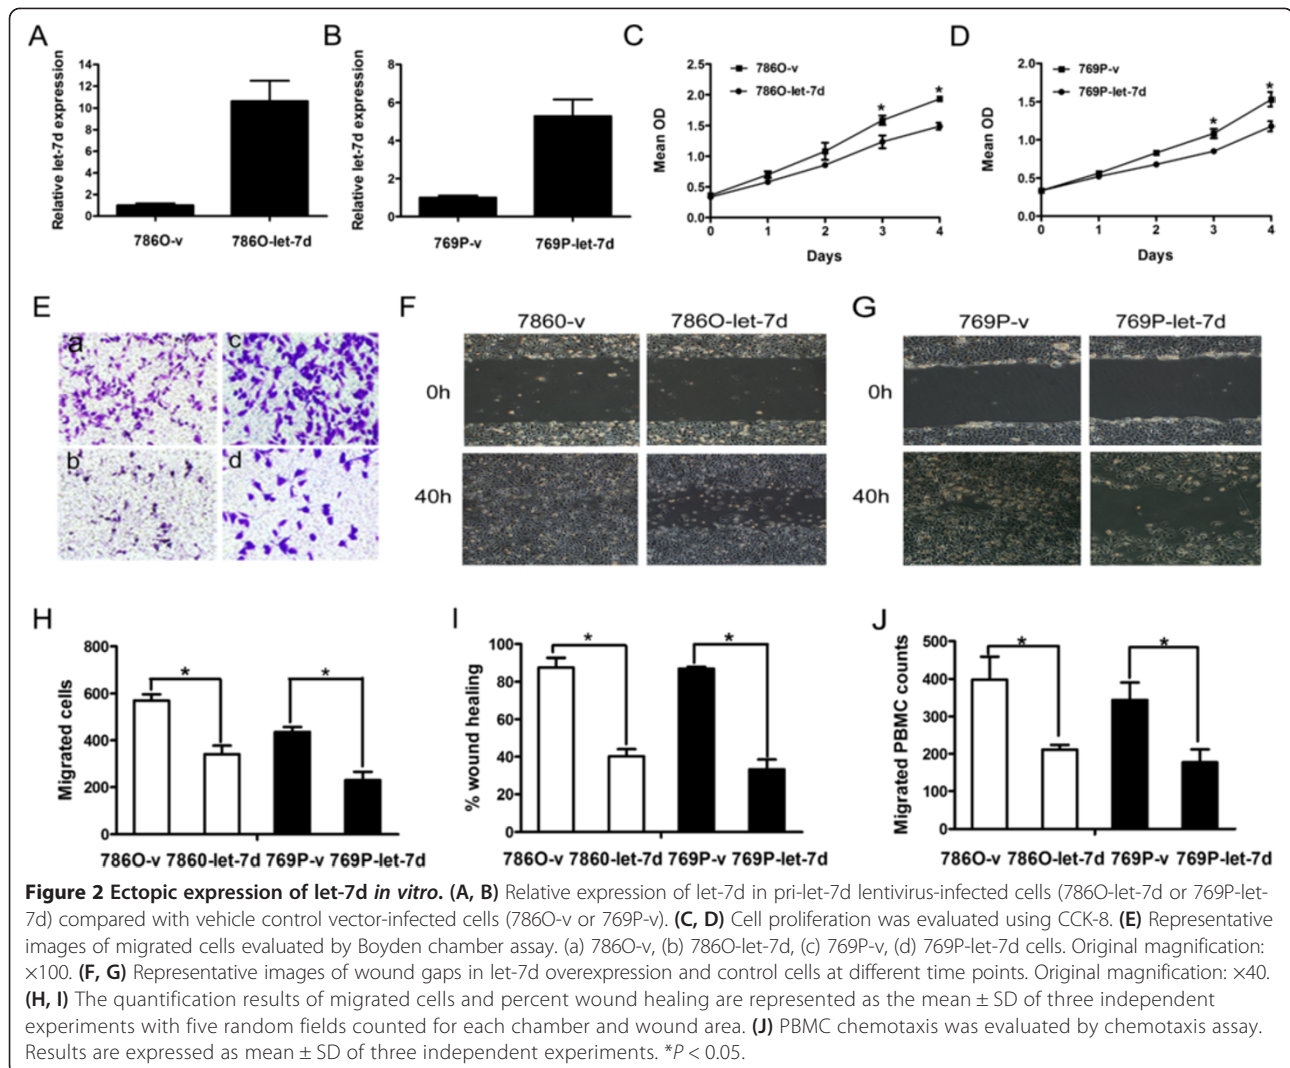 A
Relative let-7d expression
14
12
10
8
6
4
2
0
786O-v
786O-let-7d
B
Relative let-7d expression
8
6
4
2
0
769P-v
769P-let-7d
C
Mean OD
2.5
2.0
1.5
1.0
0.5
0.0
786O-v
786O-let-7d
*
*
0 1 2 3 4
Days
D
Mean OD
2.0
1.5
1.0
0.5
0.0
769P-v
769P-let-7d
*
*
0 1 2 3 4
Days
E
a
c
b
d
F
7860-v
786O-let-7d
0h
40h
G
769P-v
769P-let-7d
0h
40h
H
Migrated cells
800
600
400
200
0
*
*
786O-v
7860-let-7d
769P-v
769P-let-7d
I
% wound healing
100
80
60
40
20
0
*
*
786O-v
7860-let-7d
769P-v
769P-let-7d
J
Migrated PBMC counts
500
400
300
200
100
0
*
*
786O-v
786O-let-7d
769P-v
769P-let-7d
Figure 2 Ectopic expression of let-7d in vitro. (A, B) Relative expression of let-7d in pri-let-7d lentivirus-infected cells (786O-let-7d or 769P-let-
7d) compared with vehicle control vector-infected cells (786O-v or 769P-v). (C, D) Cell proliferation was evaluated using CCK-8. (E) Representative
images of migrated cells evaluated by Boyden chamber assay. (a) 786O-v, (b) 786O-let-7d, (c) 769P-v, (d) 769P-let-7d cells. Original magnification:
×100. (F, G) Representative images of wound gaps in let-7d overexpression and control cells at different time points. Original magnification: ×40.
(H, I) The quantification results of migrated cells and percent wound healing are represented as the mean ± SD of three independent
experiments with five random fields counted for each chamber and wound area. (J) PBMC chemotaxis was evaluated by chemotaxis assay.
Results are expressed as mean ± SD of three independent experiments. *P < 0.05.